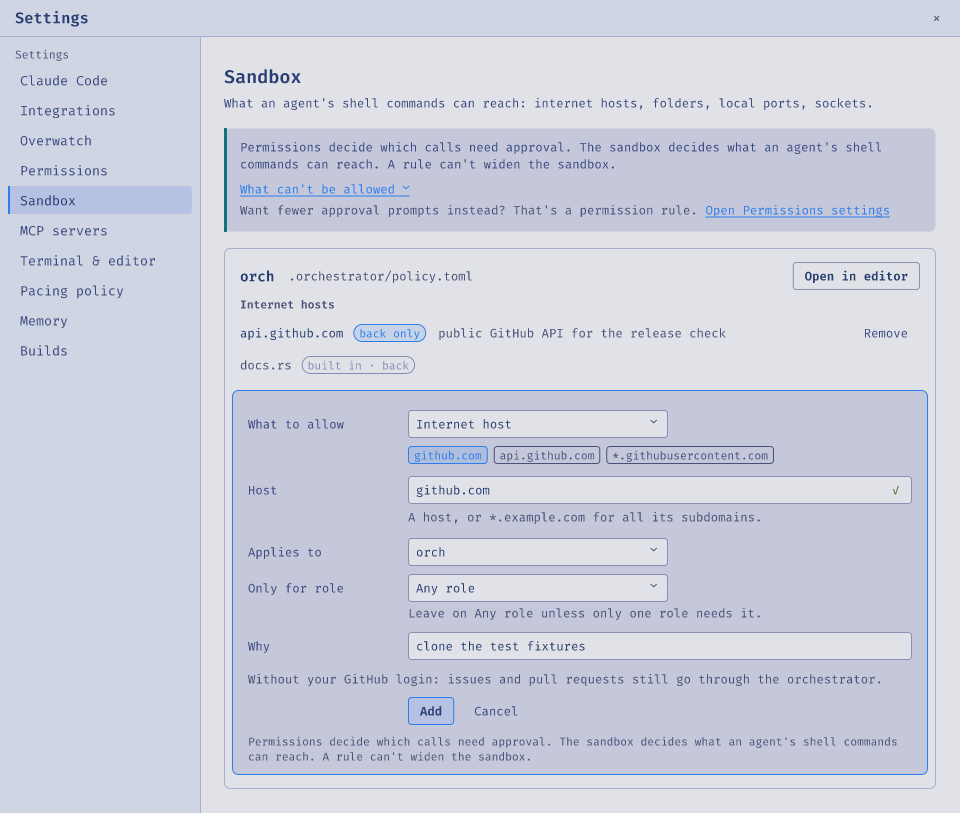 Settings
×
Settings
Claude Code
Integrations
Overwatch
Permissions
Sandbox
MCP servers
Terminal & editor
Pacing policy
Memory
Builds
Sandbox
What an agent's shell commands can reach: internet hosts, folders, local ports, sockets.
Permissions decide which calls need approval. The sandbox decides what an agent's shell
commands can reach. A rule can't widen the sandbox.
What can't be allowed
Want fewer approval prompts instead? That's a permission rule. Open Permissions settings
orch .orchestrator/policy.toml Open in editor
Internet hosts
api.github.com back only public GitHub API for the release check Remove
docs.rs built in · back
What to allow Internet host
github.com api.github.com *.githubusercontent.com
Host github.com √
A host, or *.example.com for all its subdomains.
Applies to orch
Only for role Any role
Leave on Any role unless only one role needs it.
Why clone the test fixtures
Without your GitHub login: issues and pull requests still go through the orchestrator.
Add Cancel
Permissions decide which calls need approval. The sandbox decides what an agent's shell commands
can reach. A rule can't widen the sandbox.